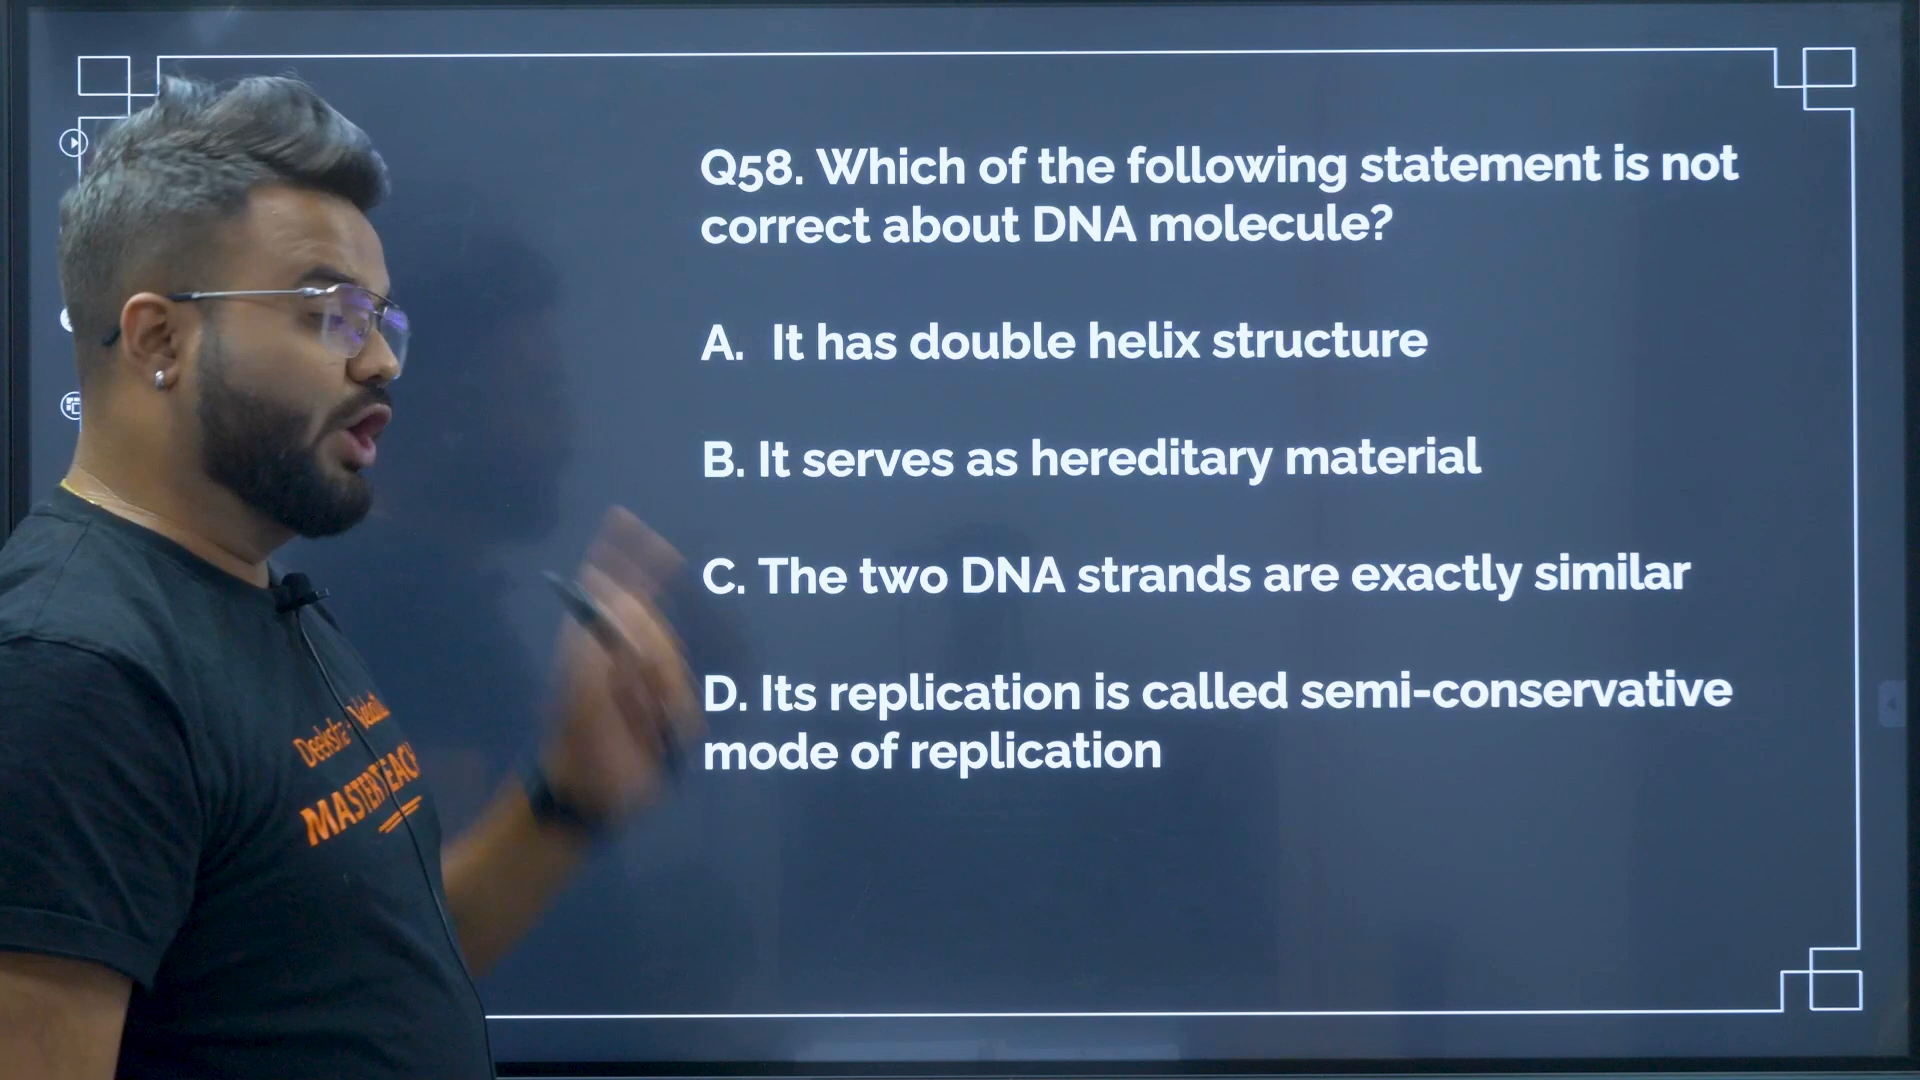 Q58. Which of the following statement is not
correct about DNA molecule?
A. It has double helix structure
B. It serves as hereditary material
C. The two DNA strands are exactly similar
D. Its replication is called semi-conservative
mode of replication